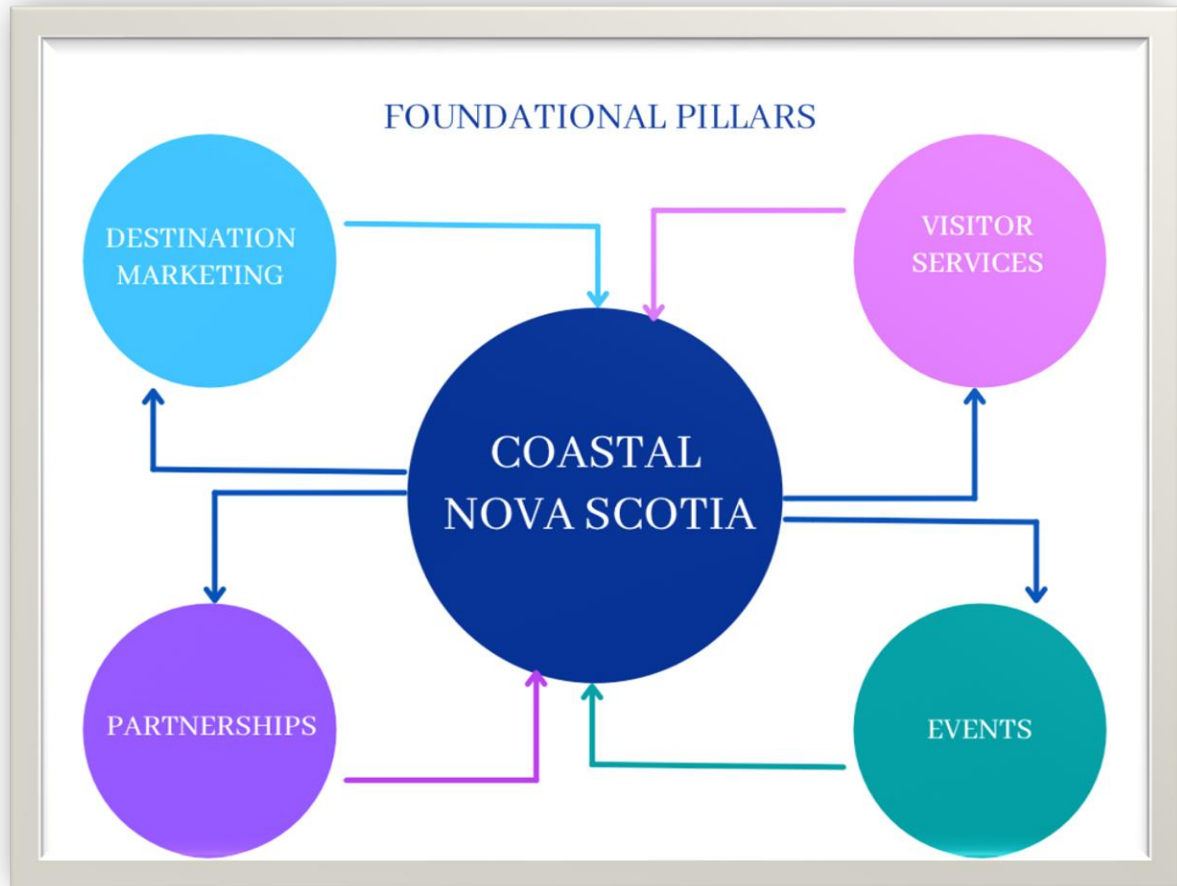 FOUNDATIONAL PILLARS
DESTINATION
MARKETING
VISITOR
SERVICES
COASTAL
NOVA SCOTIA
PARTNERSHIPS
EVENTS